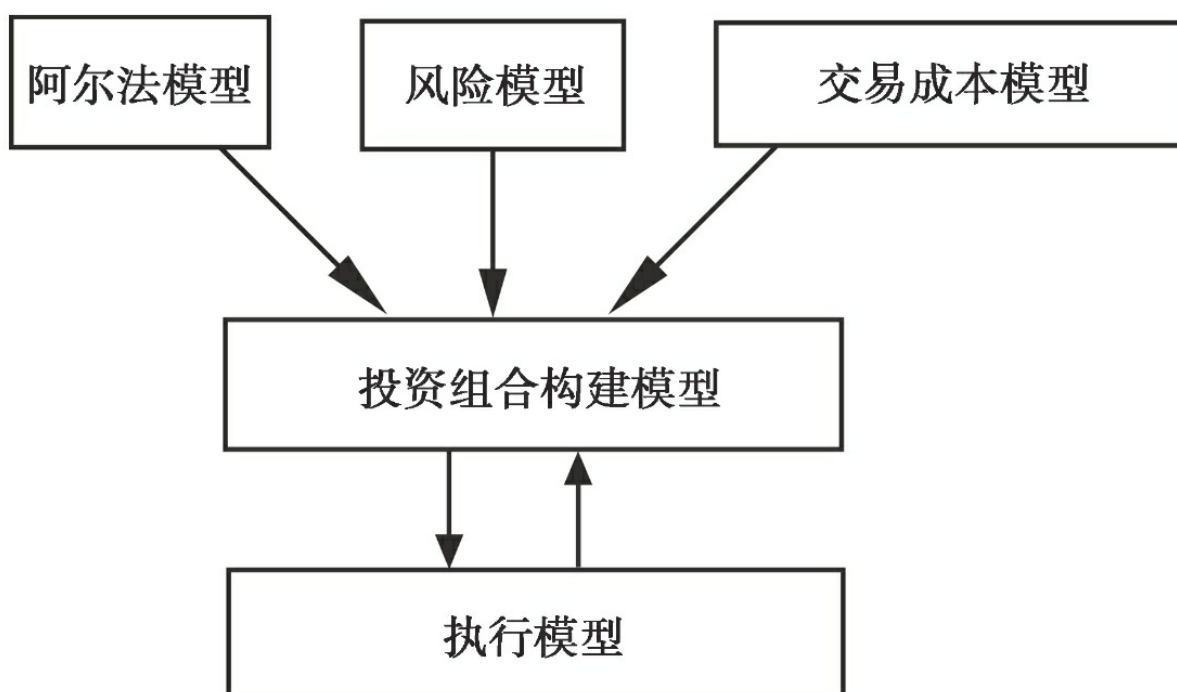 阿尔法模型
风险模型
交易成本模型
投资组合构建模型
执行模型